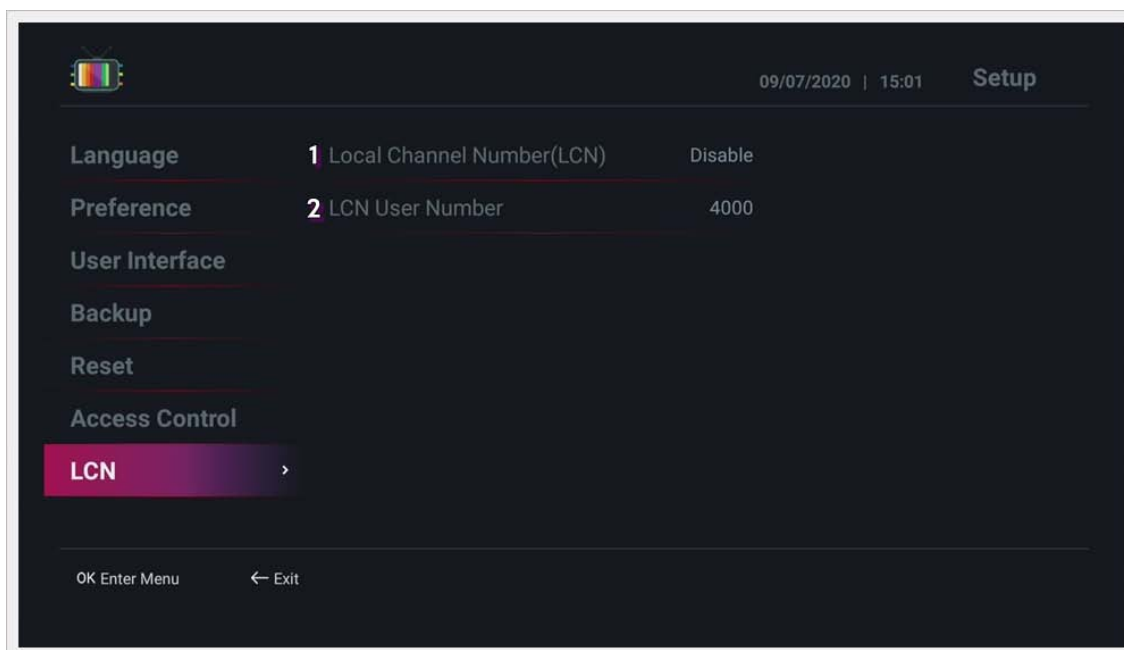 09/07/2020 | 15:01 Setup
Language
Preference
User Interface
Backup
Reset
Access Control
LCN ›
1 Local Channel Number(LCN) Disable
2 LCN User Number 4000
OK Enter Menu ← Exit